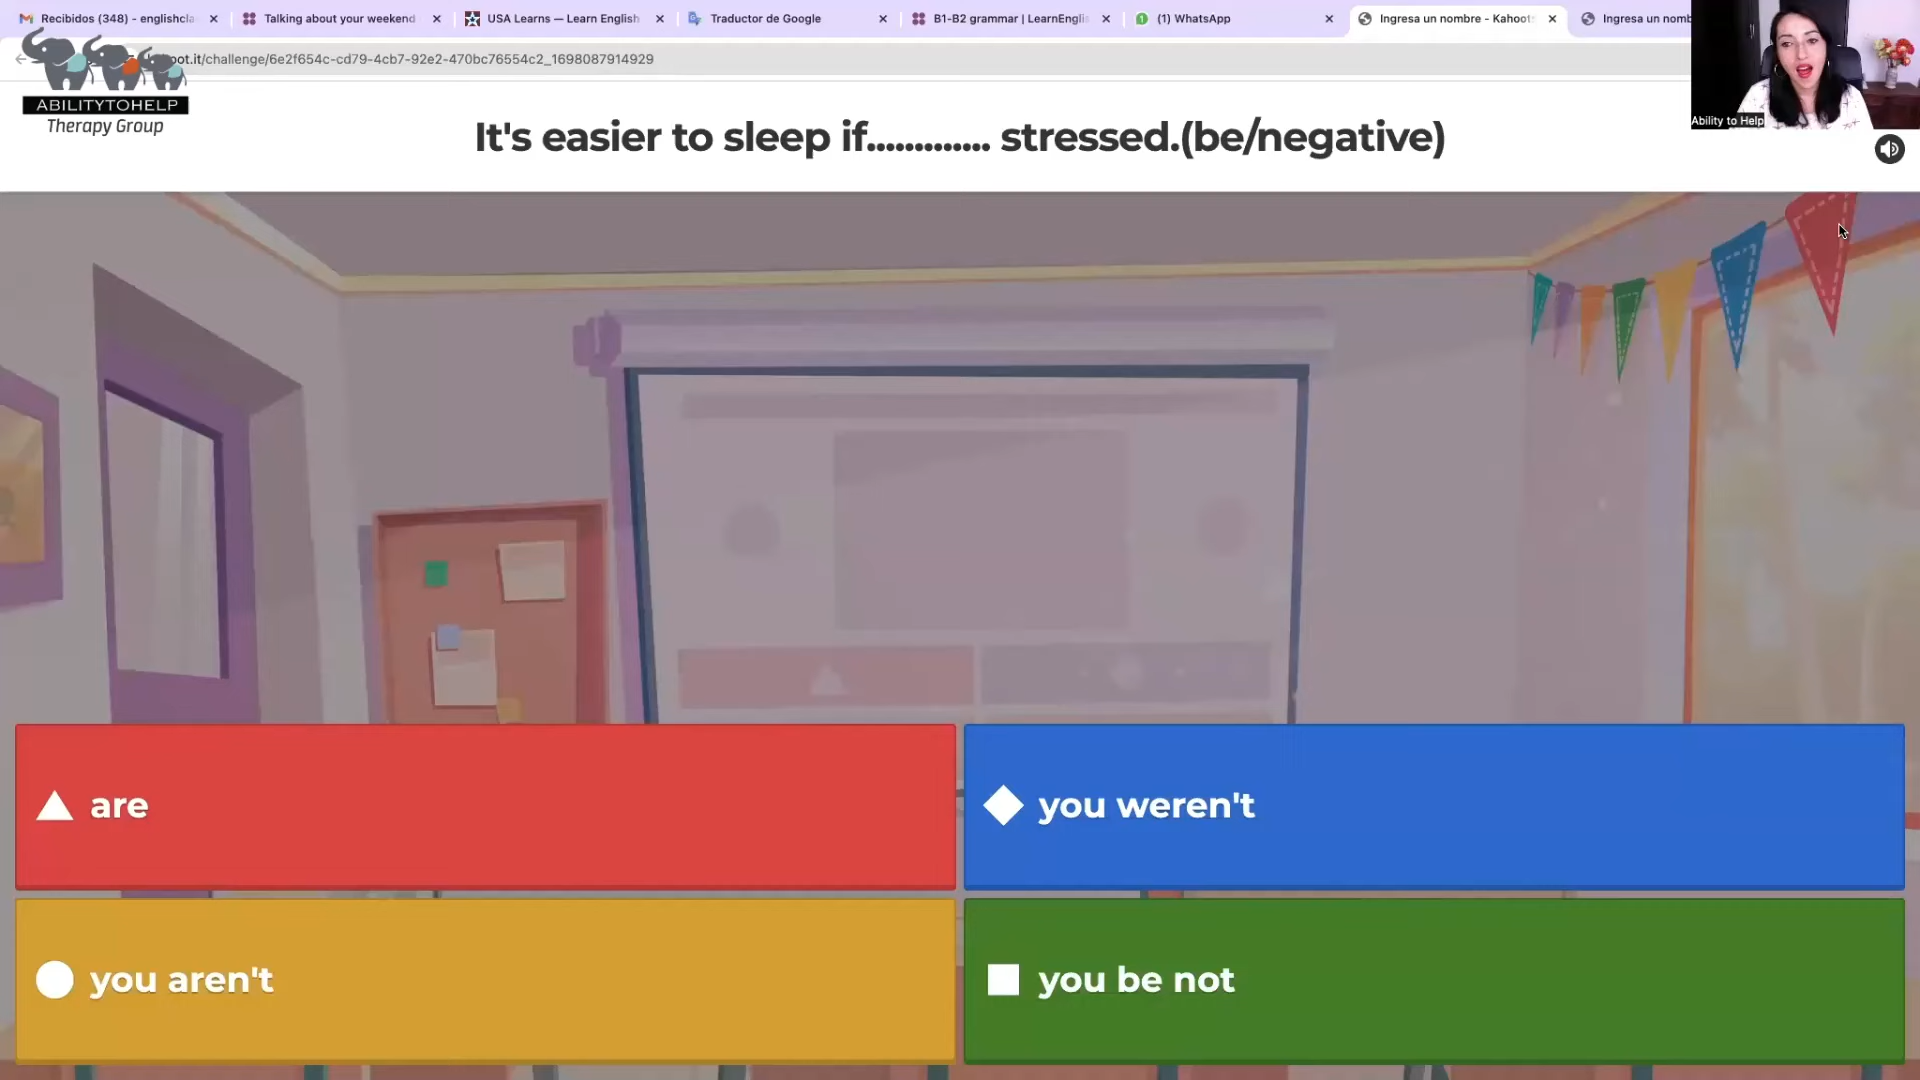 Recibidos (348) - englishcla
Talking about your weekend
USA Learns — Learn English
Traductor de Google
B1-B2 grammar | LearnEnglis
(1) WhatsApp
Ingresa un nombre - Kahoot
Ingresa un nomb
oot.it/challenge/6e2f654c-cd79-4cb7-92e2-470bc76554c2_1698087914929
ABILITYTOHELP
Therapy Group
Ability to Help
It's easier to sleep if............. stressed.(be/negative)
are
you weren't
you aren't
you be not